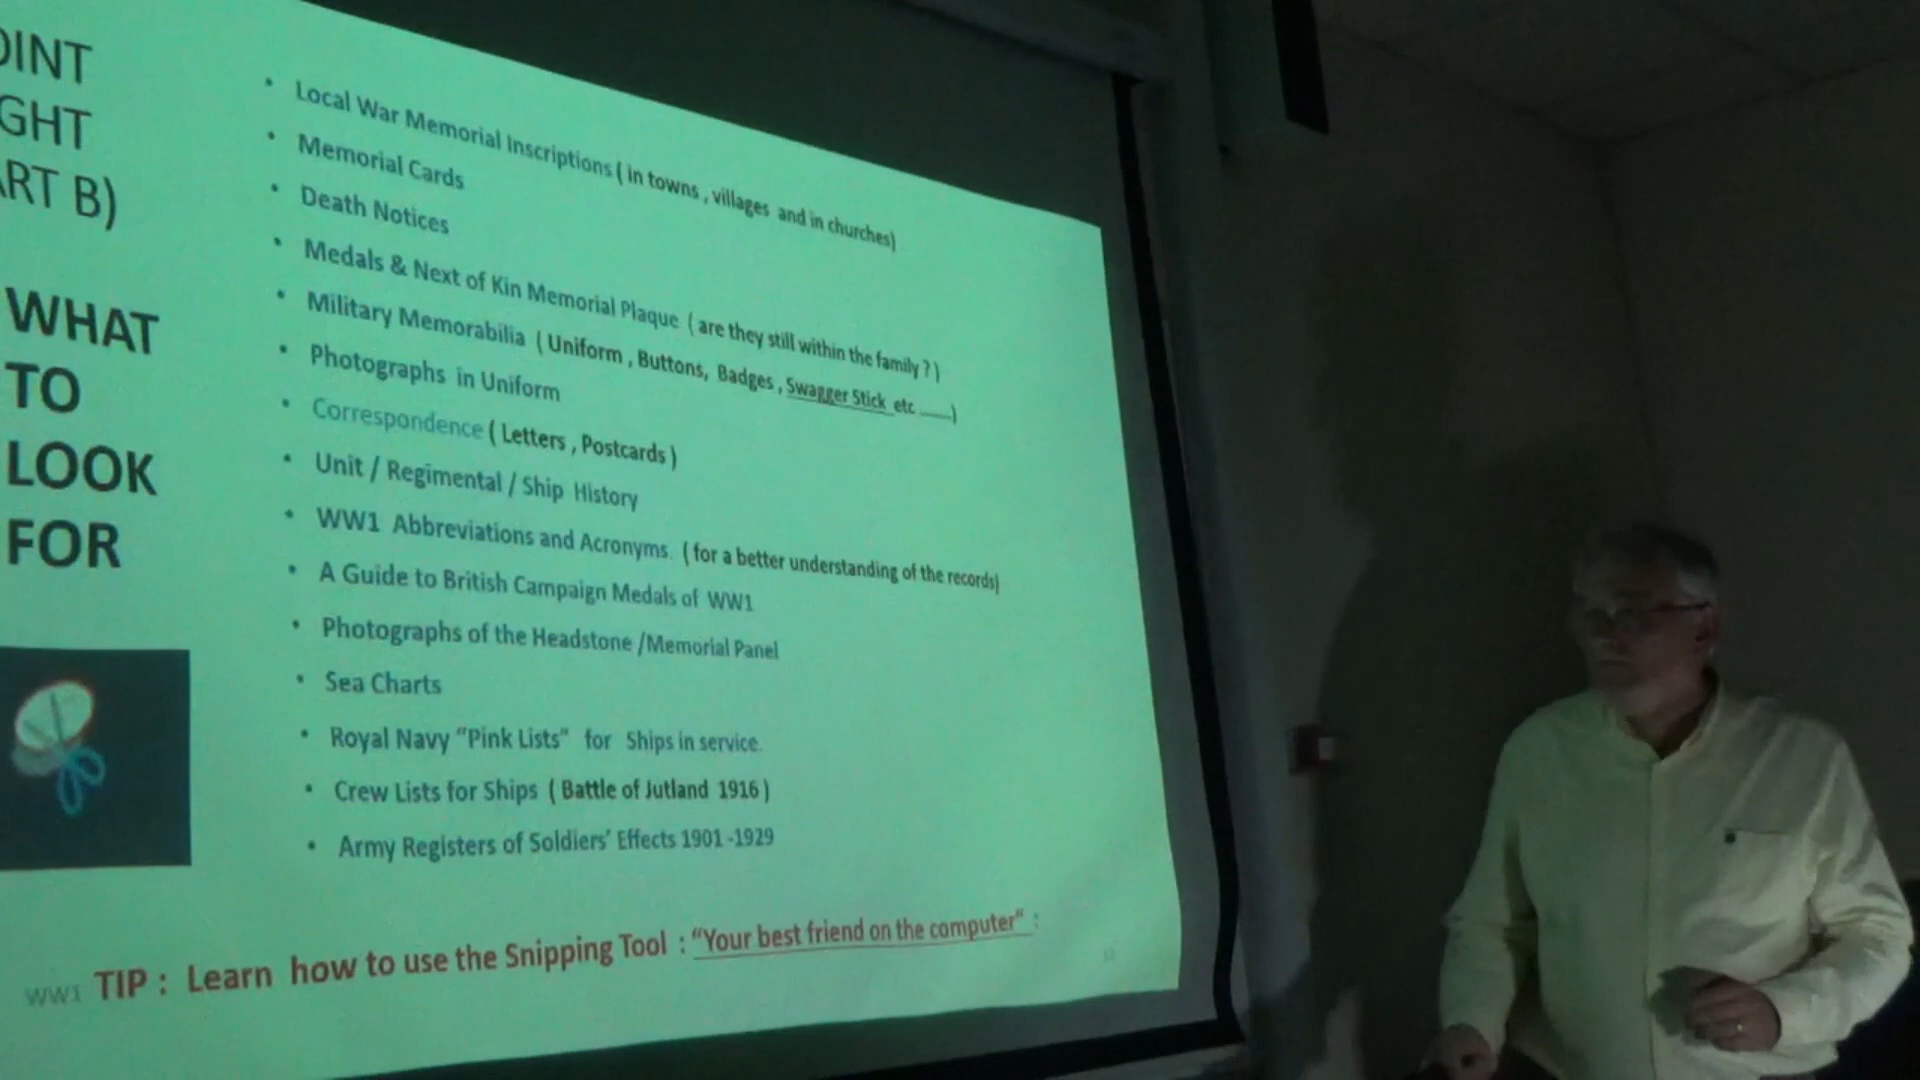 OINT
GHT
ART B)
WHAT
TO
LOOK
FOR
• Local War Memorial Inscriptions ( in towns , villages and in churches)
• Memorial Cards
• Death Notices
• Medals & Next of Kin Memorial Plaque ( are they still within the family ? )
• Military Memorabilia ( Uniform , Buttons, Badges , Swagger Stick etc ......)
• Photographs in Uniform
• Correspondence ( Letters , Postcards )
• Unit / Regimental / Ship History
• WW1 Abbreviations and Acronyms. ( for a better understanding of the records)
• A Guide to British Campaign Medals of WW1
• Photographs of the Headstone /Memorial Panel
• Sea Charts
• Royal Navy “Pink Lists” for Ships in service.
• Crew Lists for Ships ( Battle of Jutland 1916 )
• Army Registers of Soldiers’ Effects 1901 -1929
WW1 TIP : Learn how to use the Snipping Tool : “Your best friend on the computer” :